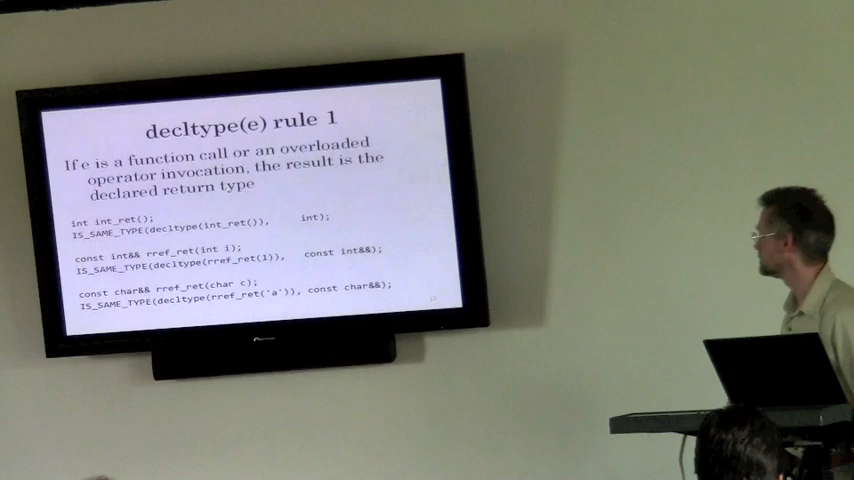 decltype(e) rule 1
If e is a function call or an overloaded
operator invocation, the result is the
declared return type
int int_ret();
IS_SAME_TYPE(decltype(int_ret()), int);
const int&& rref_ret(int i);
IS_SAME_TYPE(decltype(rref_ret(1)), const int&&);
const char&& rref_ret(char c);
IS_SAME_TYPE(decltype(rref_ret('a')), const char&&);